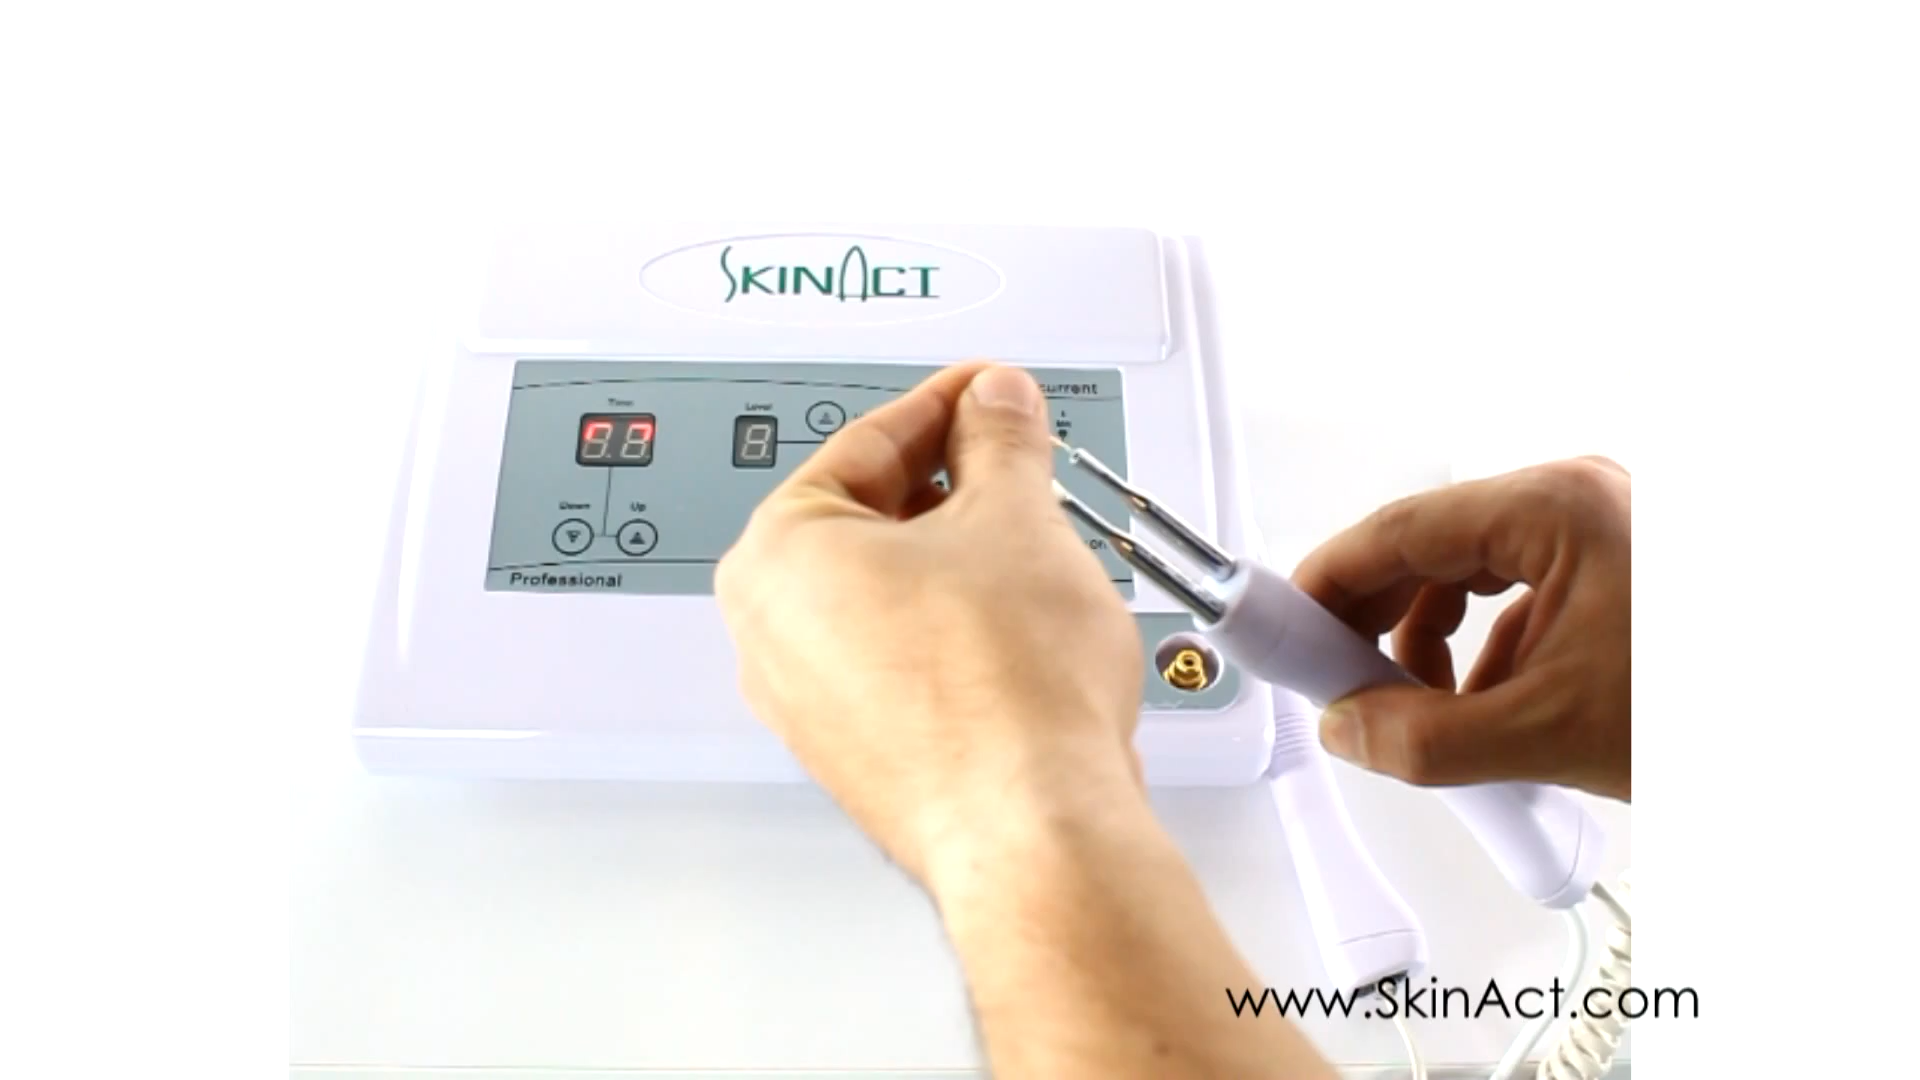 SKINACT
current
Time
Level
Down
Up
Professional
www.SkinAct.com